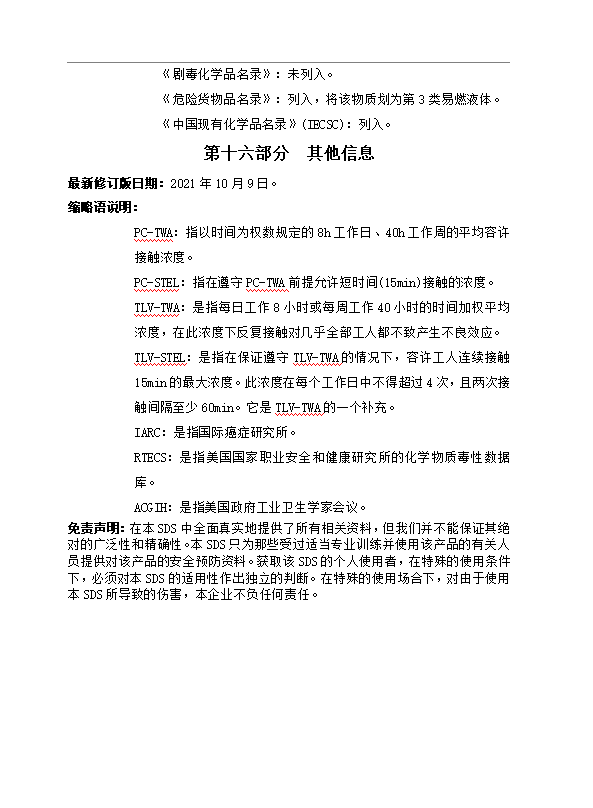 《剧毒化学品名录》：未列入。
《危险货物品名录》：列入，将该物质划为第 3 类易燃液体。
《中国现有化学品名录》(IECSC)：列入。
第十六部分　其他信息
最新修订版日期：2021 年 10 月 9 日。
缩略语说明：
PC-TWA：指以时间为权数规定的 8h 工作日、40h 工作周的平均容许
接触浓度。
PC-STEL：指在遵守 PC-TWA 前提允许短时间(15min)接触的浓度。
TLV-TWA：是指每日工作 8 小时或每周工作 40 小时的时间加权平均
浓度，在此浓度下反复接触对几乎全部工人都不致产生不良效应。
TLV-STEL：是指在保证遵守 TLV-TWA 的情况下，容许工人连续接触
15min 的最大浓度。此浓度在每个工作日中不得超过 4 次，且两次接
触间隔至少 60min。它是 TLV-TWA 的一个补充。
IARC：是指国际癌症研究所。
RTECS：是指美国国家职业安全和健康研究所的化学物质毒性数据
库。
ACGIH：是指美国政府工业卫生学家会议。
免责声明：在本 SDS 中全面真实地提供了所有相关资料，但我们并不能保证其绝
对的广泛性和精确性。本 SDS 只为那些受过适当专业训练并使用该产品的有关人
员提供对该产品的安全预防资料。获取该 SDS 的个人使用者，在特殊的使用条件
下，必须对本 SDS 的适用性作出独立的判断。在特殊的使用场合下，对由于使用
本 SDS 所导致的伤害，本企业不负任何责任。